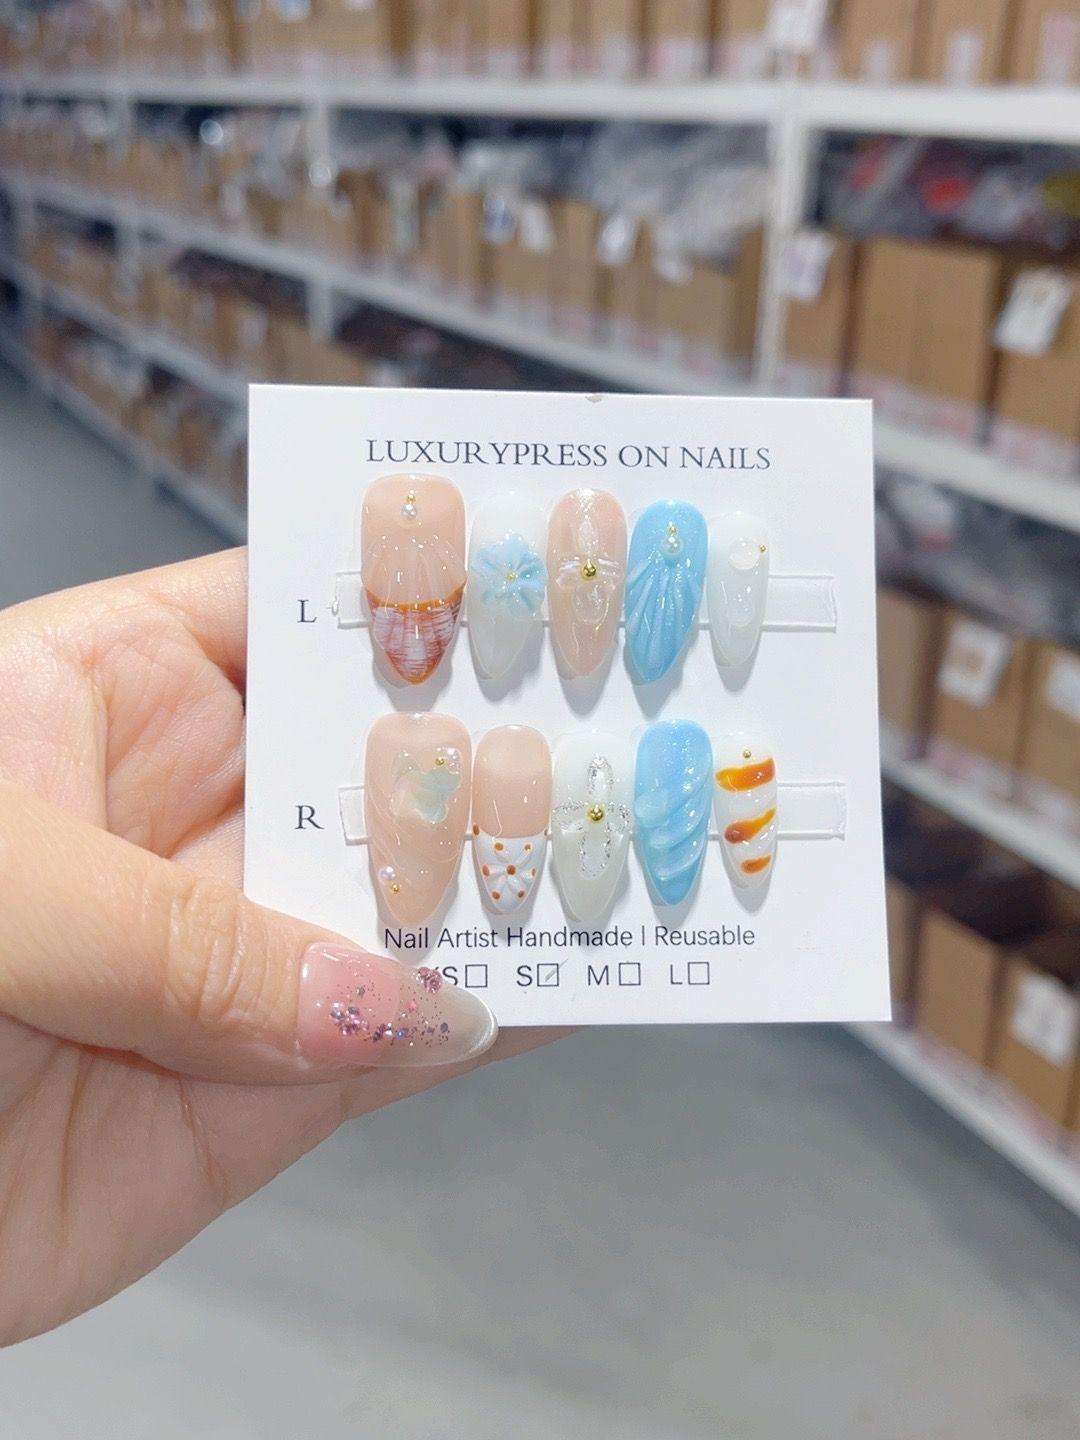 LUXURYPRESS ON NAILS
L
R
Nail Artist Handmade | Reusable
S☐ S☑ M☐ L☐